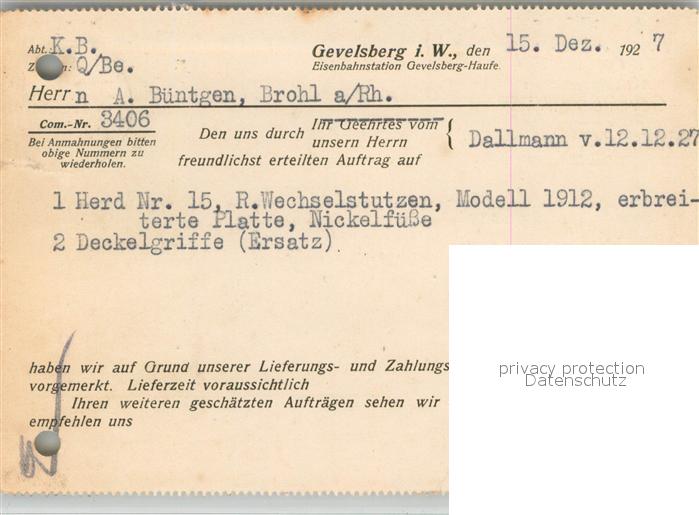 Abt. K.B.
Gevelsberg i. W., den 15. Dez. 1927
Q/Be.
Eisenbahnstation Gevelsberg-Haufe.
Herrn A. Büntgen, Brohl a/Rh.
Com.-Nr. 3406
Bei Anmahnungen bitten
obige Nummern zu
wiederholen.
Den uns durch { Ihr Geehrtes vom
unsern Herrn } Dallmann v.12.12.27
freundlichst erteilten Auftrag auf
1 Herd Nr. 15, R.Wechselstutzen, Modell 1912, erbrei-
terte Platte, Nickelfüße
2 Deckelgriffe (Ersatz)
haben wir auf Grund unserer Lieferungs- und Zahlungs
vorgemerkt. Lieferzeit voraussichtlich
Ihren weiteren geschätzten Aufträgen sehen wir
empfehlen uns
privacy protection
Datenschutz